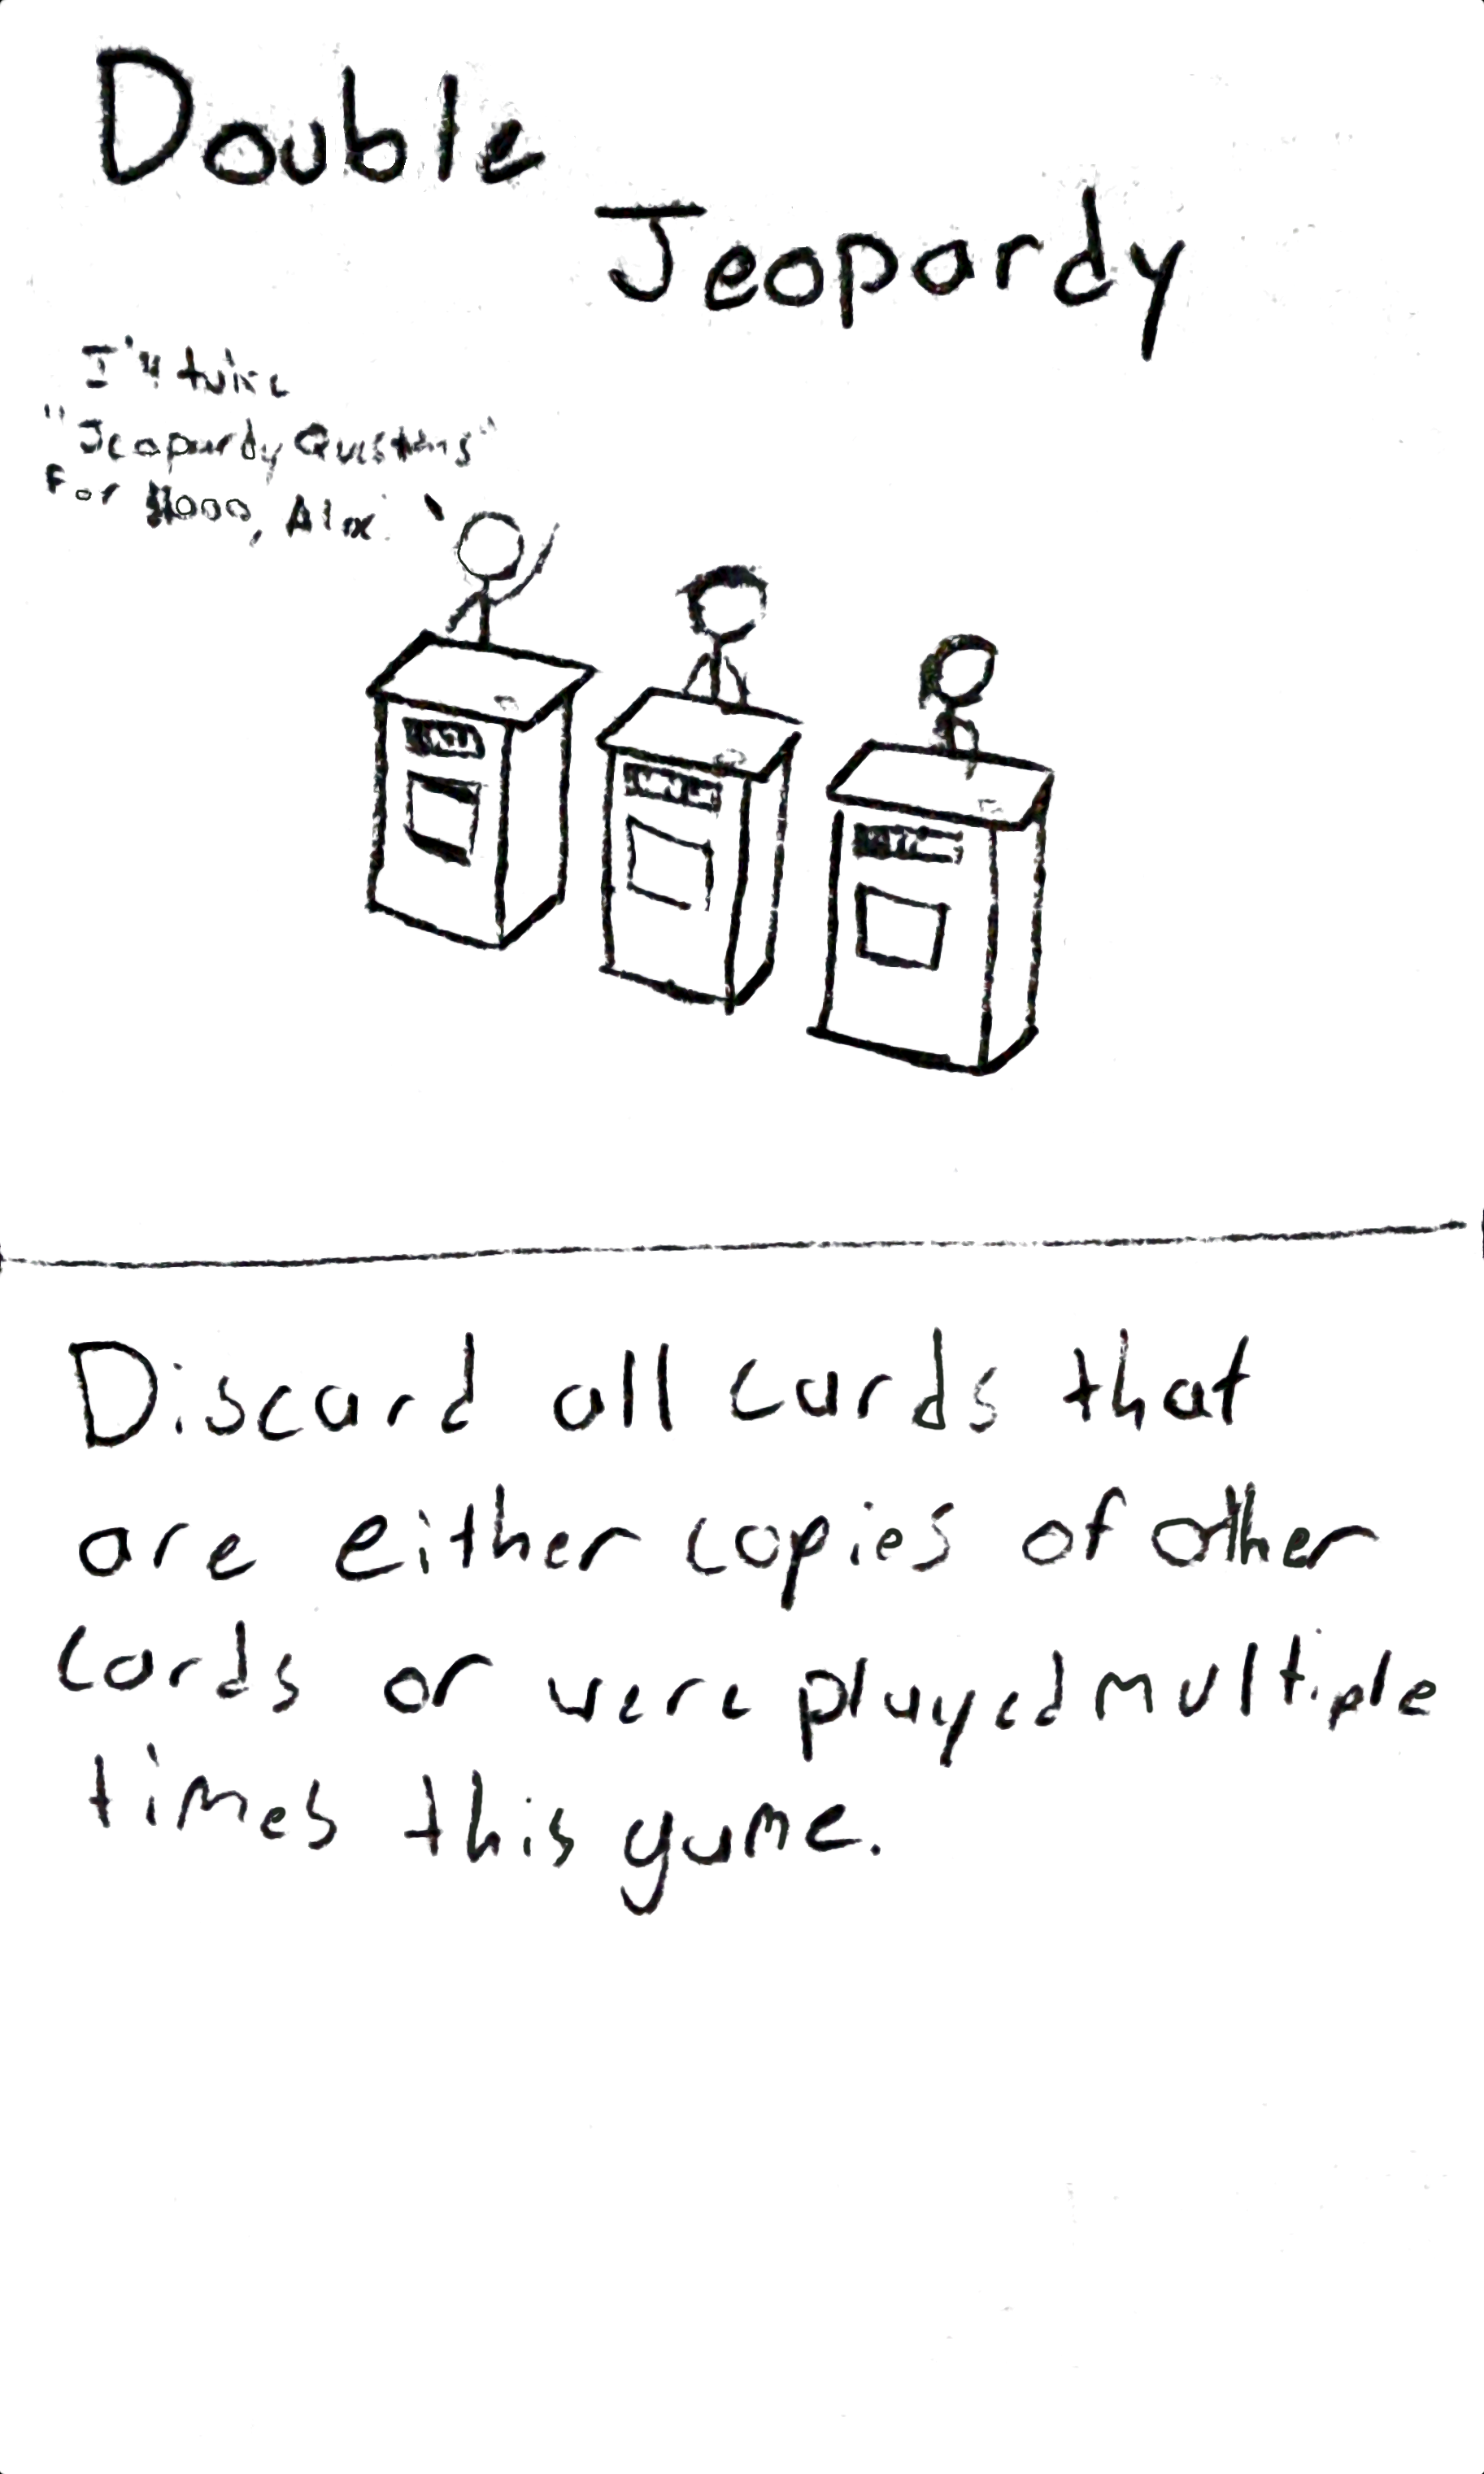 Double
Jeopardy
I'll take
"Jeopardy Questions"
For $1000, Alex.
Discard all cards that
are either copies of other
cards or were played multiple
times this game.